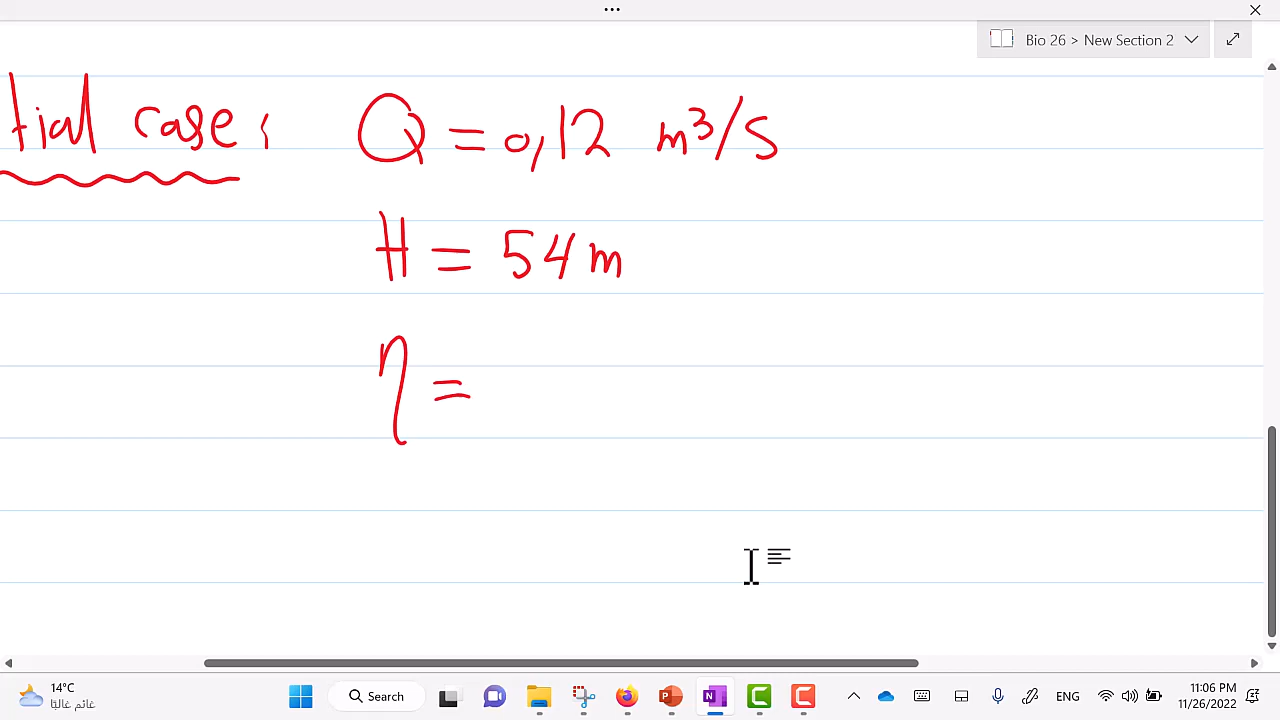 Bio 26 > New Section 2
tial case:
Q = 0,12 m³/s
H = 54 m
η =
14°C
غائم غالبًا
Search
ENG
11:06 PM
11/26/2022